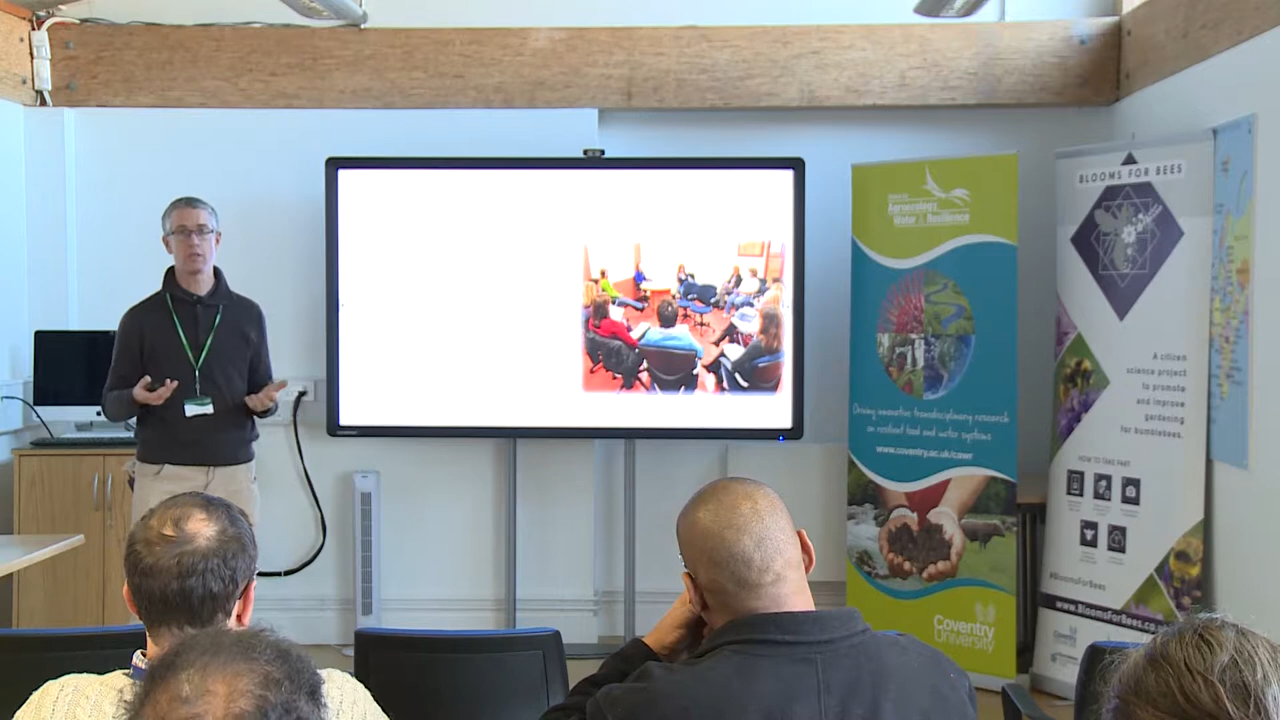 Agroecology
Water & Resilience
Driving innovative transdisciplinary research
on resilient food and water systems
www.coventry.ac.uk/cawr
Coventry
University
BLOOMS FOR BEES
A citizen
science project
to promote
and improve
gardening
for bumblebees.
HOW TO TAKE PART
#BloomsForBees
www.BloomsForBees.co